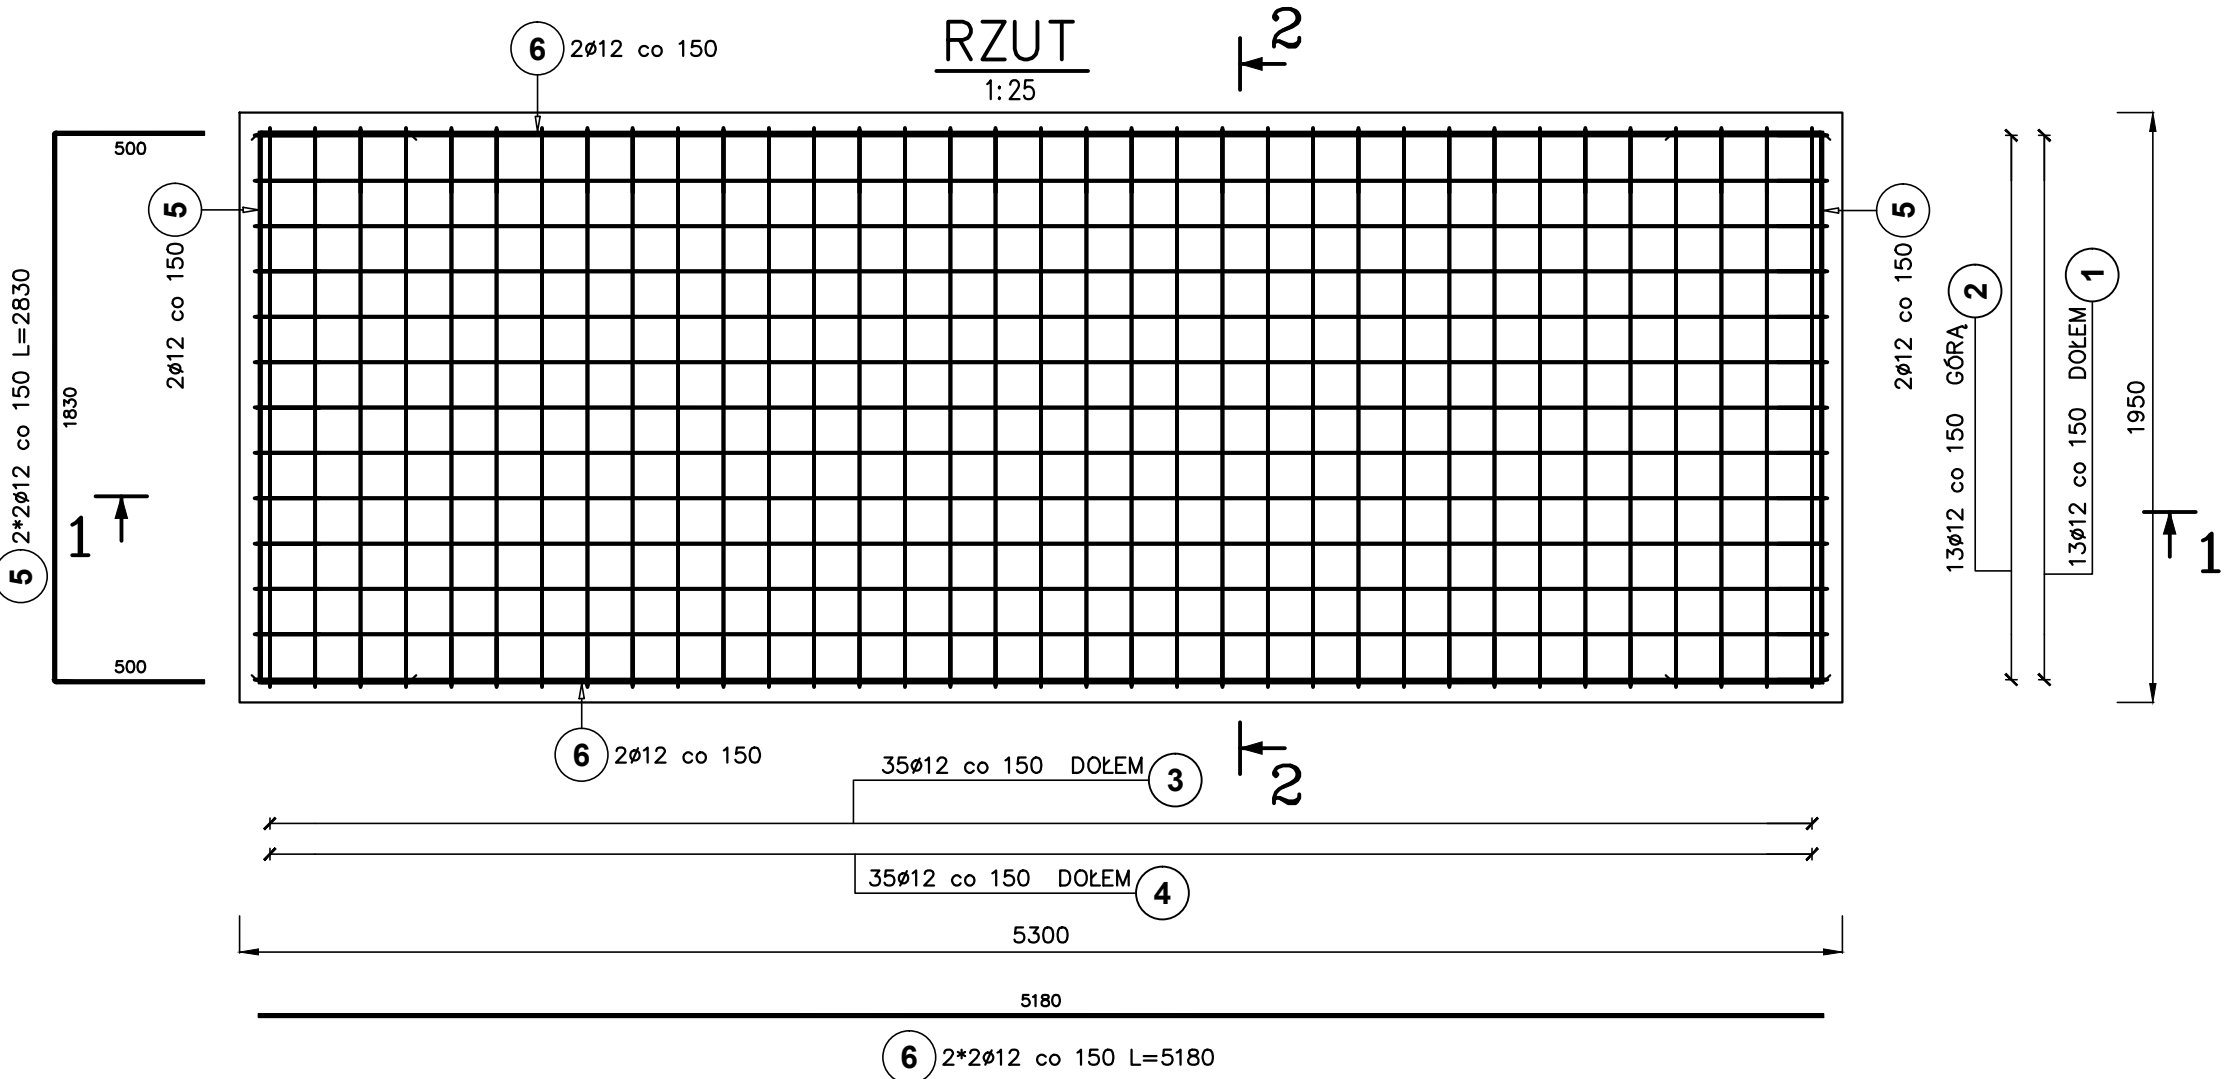 RZUT
1:25
2
6 2ø12 co 150
500
5
2ø12 co 150
5 2*2ø12 co 150 L=2830
1830
500
1
5
2ø12 co 150
2
13ø12 co 150 GÓRĄ
1
13ø12 co 150 DOŁEM
1950
1
6 2ø12 co 150
2
35ø12 co 150 DOŁEM 3
35ø12 co 150 DOŁEM 4
5300
5180
6 2*2ø12 co 150 L=5180